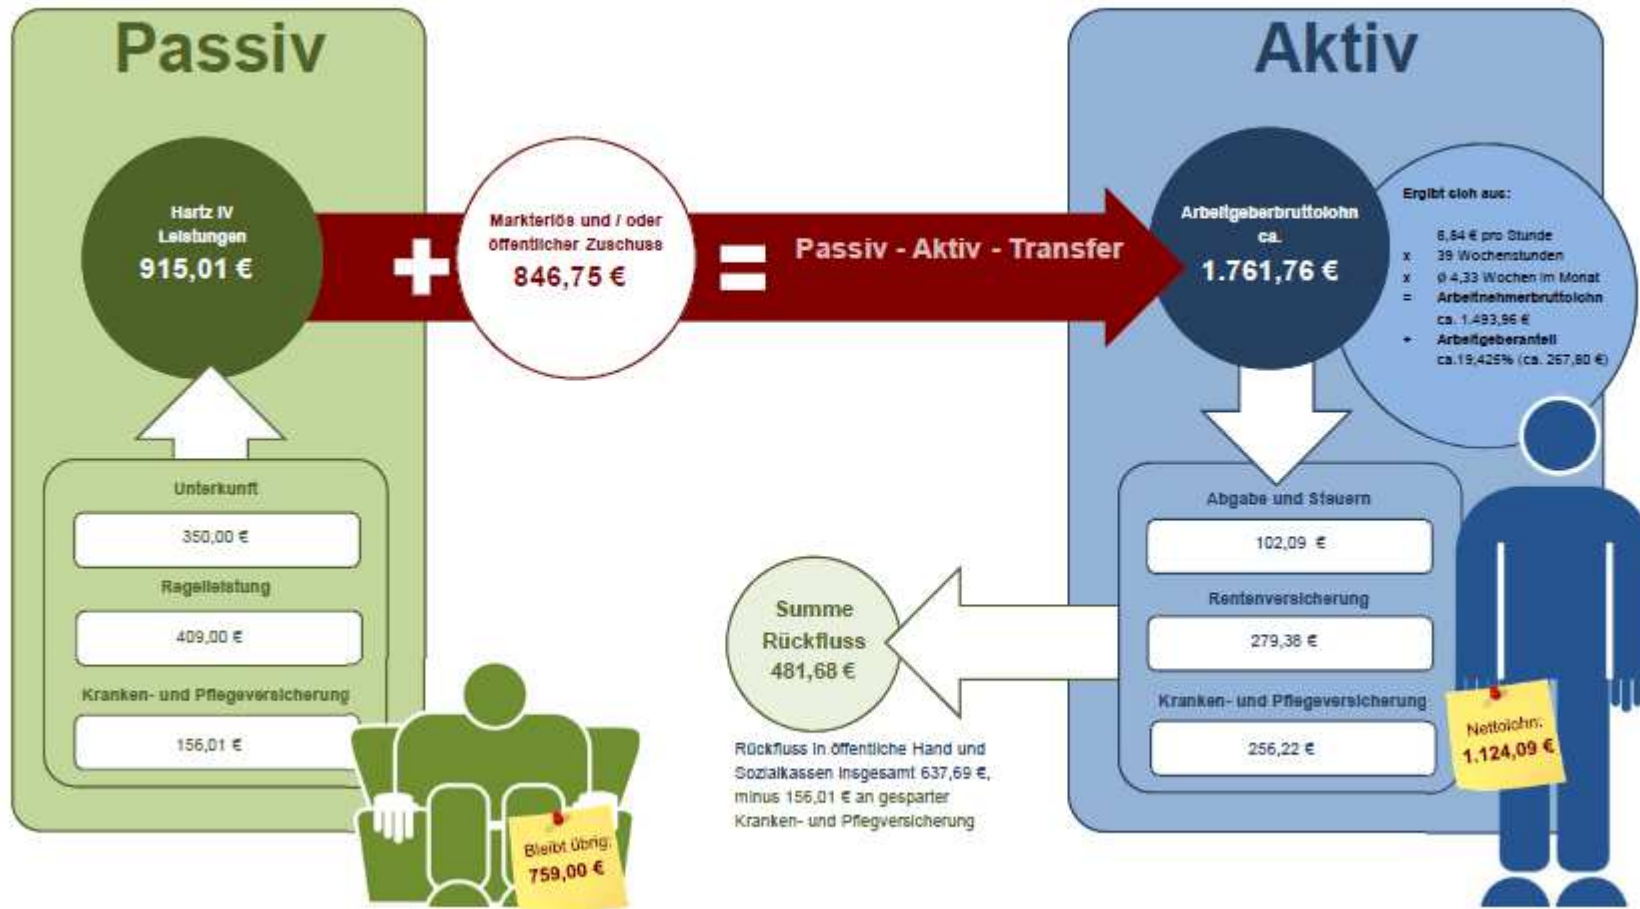 Passiv
Hartz IV
Leistungen
915,01 €
Unterkunft
350,00 €
Regelleistung
409,00 €
Kranken- und Pflegeversicherung
156,01 €
Bleibt übrig:
759,00 €
+
Markterlös und / oder
öffentlicher Zuschuss
846,75 €
=
Passiv - Aktiv - Transfer
Aktiv
Arbeitgeberbruttolohn
ca.
1.761,76 €
Ergibt sich aus:
8,84 € pro Stunde
x 39 Wochenstunden
x Ø 4,33 Wochen im Monat
= Arbeitnehmerbruttolohn
ca. 1.493,96 €
+ Arbeitgeberanteil
ca.19,425% (ca. 267,80 €)
Abgabe und Steuern
102,09 €
Rentenversicherung
279,38 €
Kranken- und Pflegeversicherung
256,22 €
Nettolohn:
1.124,09 €
Summe
Rückfluss
481,68 €
Rückfluss in öffentliche Hand und
Sozialkassen insgesamt 637,69 €,
minus 156,01 € an gesparter
Kranken- und Pflegversicherung